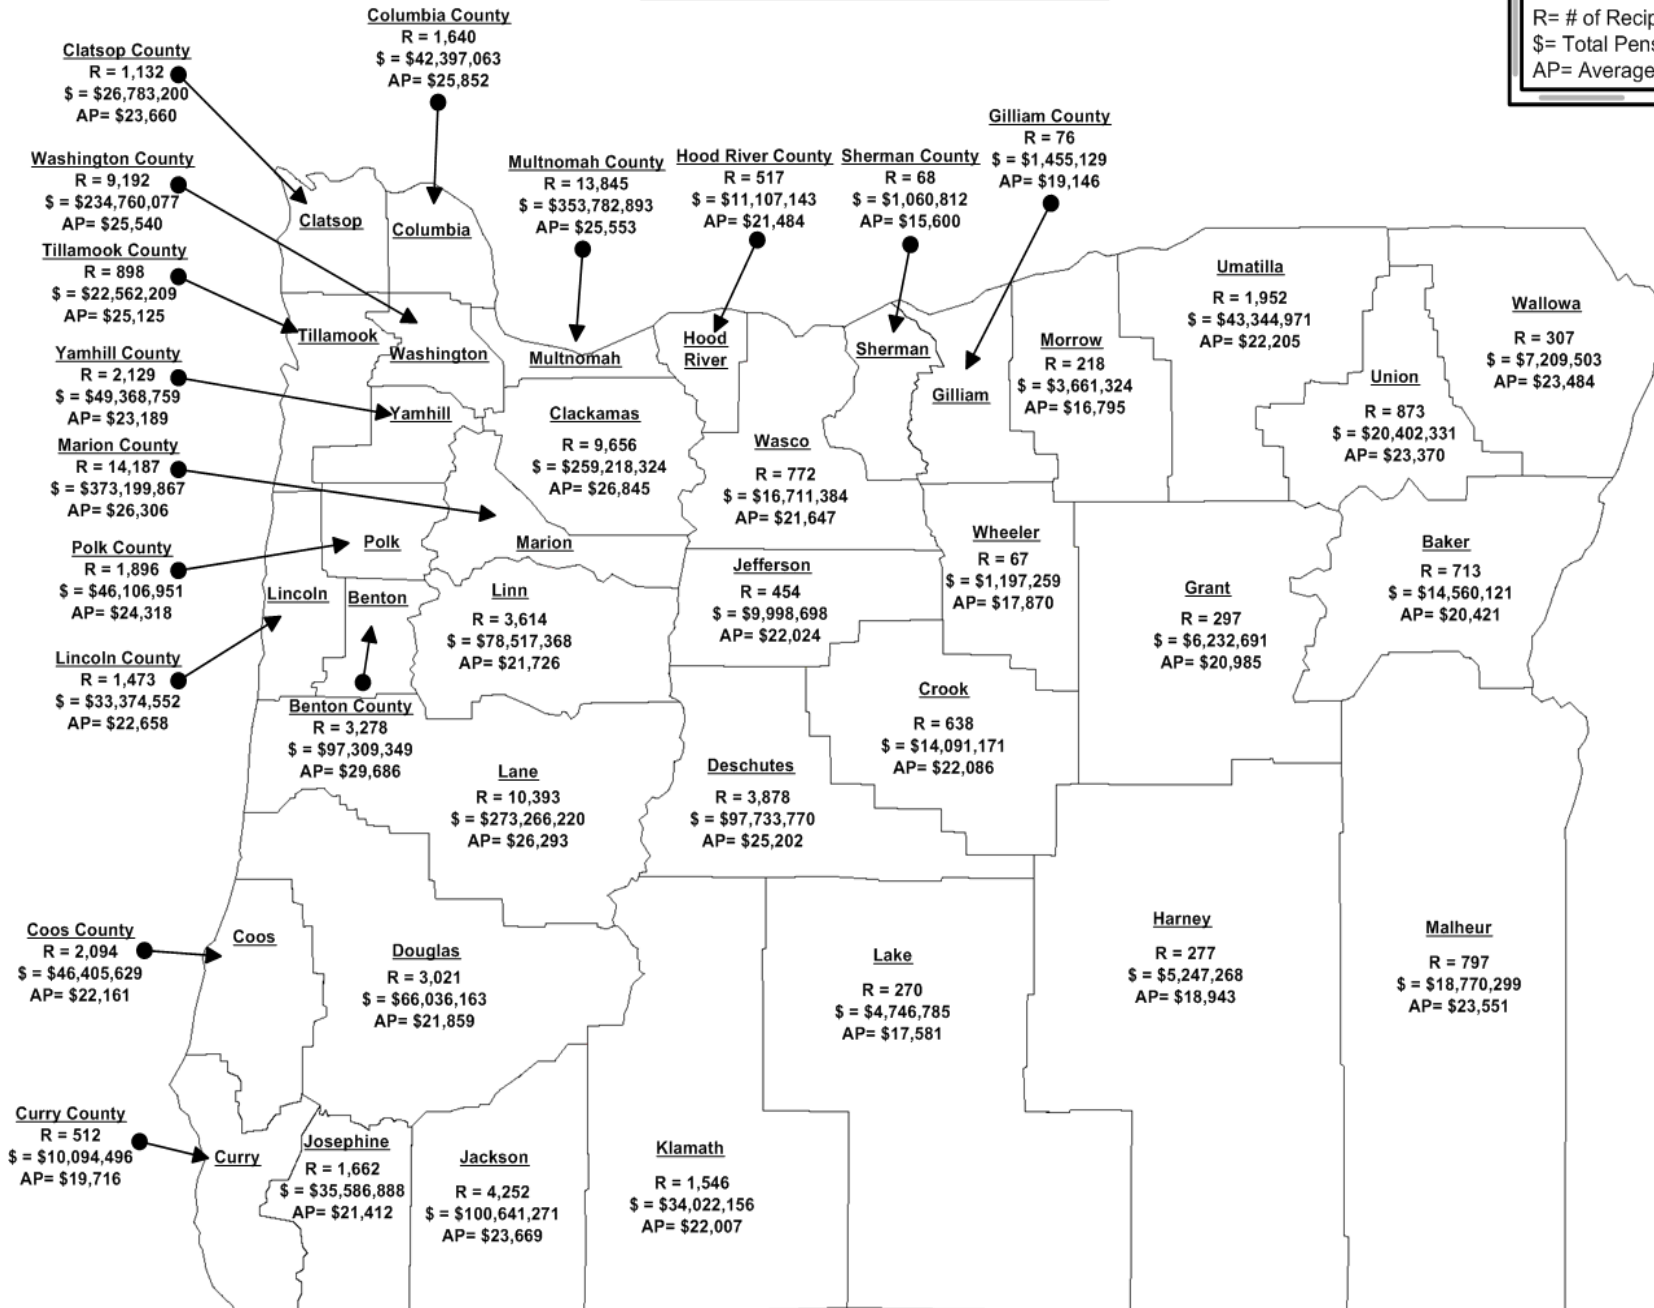 R= # of Recip
$= Total Pens
AP= Average
Columbia County
R = 1,640
$ = $42,397,063
AP= $25,852
Clatsop County
R = 1,132
$ = $26,783,200
AP= $23,660
Washington County
R = 9,192
$ = $234,760,077
AP= $25,540
Tillamook County
R = 898
$ = $22,562,209
AP= $25,125
Yamhill County
R = 2,129
$ = $49,368,759
AP= $23,189
Marion County
R = 14,187
$ = $373,199,867
AP= $26,306
Polk County
R = 1,896
$ = $46,106,951
AP= $24,318
Lincoln County
R = 1,473
$ = $33,374,552
AP= $22,658
Multnomah County
R = 13,845
$ = $353,782,893
AP= $25,553
Hood River County
R = 517
$ = $11,107,143
AP= $21,484
Sherman County
R = 68
$ = $1,060,812
AP= $15,600
Gilliam County
R = 76
$ = $1,455,129
AP= $19,146
Clatsop
Columbia
Tillamook
Washington
Multnomah
Hood
River
Sherman
Gilliam
Morrow
R = 218
$ = $3,661,324
AP= $16,795
Umatilla
R = 1,952
$ = $43,344,971
AP= $22,205
Union
R = 873
$ = $20,402,331
AP= $23,370
Wallowa
R = 307
$ = $7,209,503
AP= $23,484
Yamhill
Clackamas
R = 9,656
$ = $259,218,324
AP= $26,845
Wasco
R = 772
$ = $16,711,384
AP= $21,647
Polk
Marion
Lincoln
Benton
Linn
R = 3,614
$ = $78,517,368
AP= $21,726
Jefferson
R = 454
$ = $9,998,698
AP= $22,024
Wheeler
R = 67
$ = $1,197,259
AP= $17,870
Grant
R = 297
$ = $6,232,691
AP= $20,985
Baker
R = 713
$ = $14,560,121
AP= $20,421
Benton County
R = 3,278
$ = $97,309,349
AP= $29,686
Lane
R = 10,393
$ = $273,266,220
AP= $26,293
Deschutes
R = 3,878
$ = $97,733,770
AP= $25,202
Crook
R = 638
$ = $14,091,171
AP= $22,086
Coos County
R = 2,094
$ = $46,405,629
AP= $22,161
Coos
Douglas
R = 3,021
$ = $66,036,163
AP= $21,859
Lake
R = 270
$ = $4,746,785
AP= $17,581
Harney
R = 277
$ = $5,247,268
AP= $18,943
Malheur
R = 797
$ = $18,770,299
AP= $23,551
Curry County
R = 512
$ = $10,094,496
AP= $19,716
Curry
Josephine
R = 1,662
$ = $35,586,888
AP= $21,412
Jackson
R = 4,252
$ = $100,641,271
AP= $23,669
Klamath
R = 1,546
$ = $34,022,156
AP= $22,007